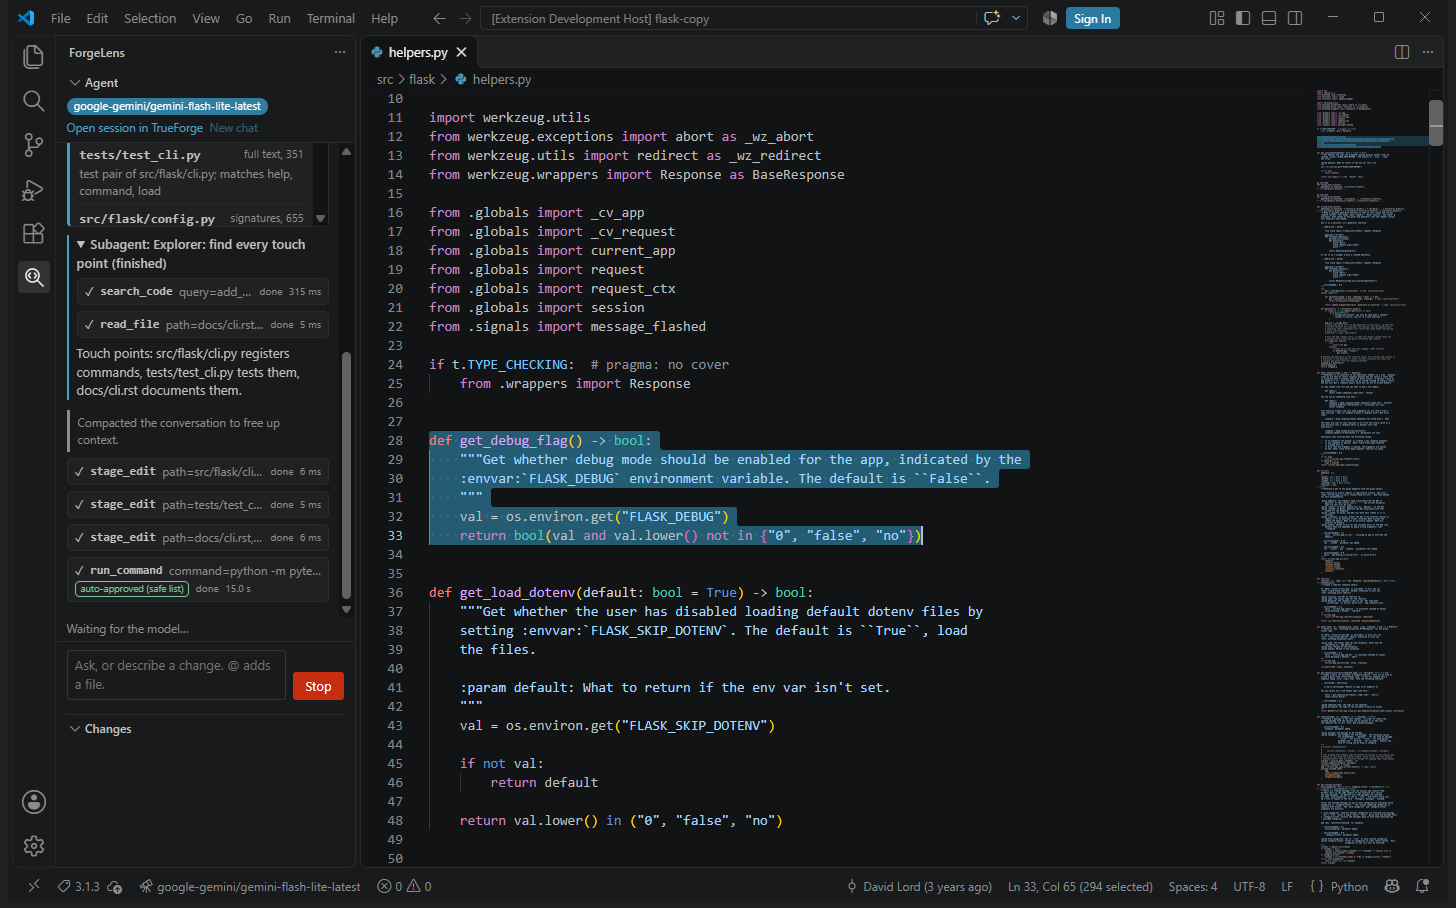 File Edit Selection View Go Run Terminal Help
[Extension Development Host] flask-copy
Sign In
ForgeLens
Agent
google-gemini/gemini-flash-lite-latest
Open session in TrueForge New chat
tests/test_cli.py full text, 351
test pair of src/flask/cli.py; matches help,
command, load
src/flask/config.py signatures, 655
Subagent: Explorer: find every touch
point (finished)
search_code query=add_... done 315 ms
read_file path=docs/cli.rst... done 5 ms
Touch points: src/flask/cli.py registers
commands, tests/test_cli.py tests them,
docs/cli.rst documents them.
Compacted the conversation to free up
context.
stage_edit path=src/flask/cli... done 6 ms
stage_edit path=tests/test_c... done 5 ms
stage_edit path=docs/cli.rst,... done 6 ms
run_command command=python -m pyte...
auto-approved (safe list) done 15.0 s
Waiting for the model...
Ask, or describe a change. @ adds
a file.
Stop
Changes
helpers.py
src > flask > helpers.py
10
11 import werkzeug.utils
12 from werkzeug.exceptions import abort as _wz_abort
13 from werkzeug.utils import redirect as _wz_redirect
14 from werkzeug.wrappers import Response as BaseResponse
15
16 from .globals import _cv_app
17 from .globals import _cv_request
18 from .globals import current_app
19 from .globals import request
20 from .globals import request_ctx
21 from .globals import session
22 from .signals import message_flashed
23
24 if t.TYPE_CHECKING:  # pragma: no cover
25     from .wrappers import Response
26
27
28 def get_debug_flag() -> bool:
29     """Get whether debug mode should be enabled for the app, indicated by the
30     :envvar:`FLASK_DEBUG` environment variable. The default is ``False``.
31     """
32     val = os.environ.get("FLASK_DEBUG")
33     return bool(val and val.lower() not in {"0", "false", "no"})
34
35
36 def get_load_dotenv(default: bool = True) -> bool:
37     """Get whether the user has disabled loading default dotenv files by
38     setting :envvar:`FLASK_SKIP_DOTENV`. The default is ``True``, load
39     the files.
40
41     :param default: What to return if the env var isn't set.
42     """
43     val = os.environ.get("FLASK_SKIP_DOTENV")
44
45     if not val:
46         return default
47
48     return val.lower() in ("0", "false", "no")
49
50
3.1.3 google-gemini/gemini-flash-lite-latest 0 0 David Lord (3 years ago) Ln 33, Col 65 (294 selected) Spaces: 4 UTF-8 LF { } Python